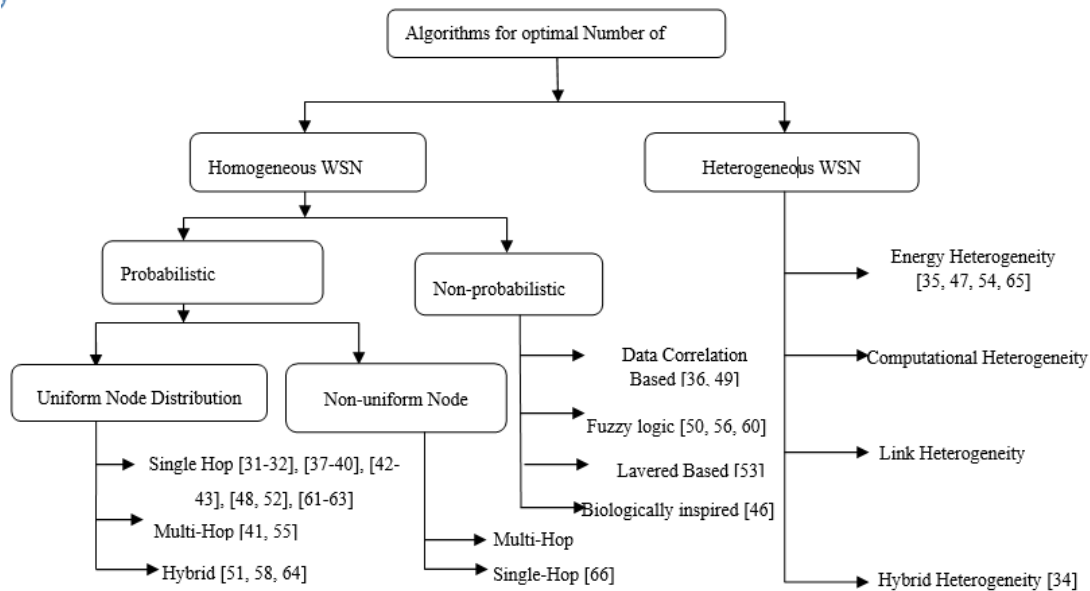 Algorithms for optimal Number of
Homogeneous WSN
Heterogeneous WSN
Probabilistic
Non-probabilistic
Energy Heterogeneity
[35, 47, 54, 65]
Data Correlation
Based [36, 49]
Computational Heterogeneity
Uniform Node Distribution
Non-uniform Node
Fuzzy logic [50, 56, 60]
Link Heterogeneity
Single Hop [31-32], [37-40], [42-
43], [48, 52], [61-63]
Lavered Based [53]
Biologically inspired [46]
Multi-Hop [41, 55]
Multi-Hop
Hybrid [51, 58, 64]
Single-Hop [66]
Hybrid Heterogeneity [34]